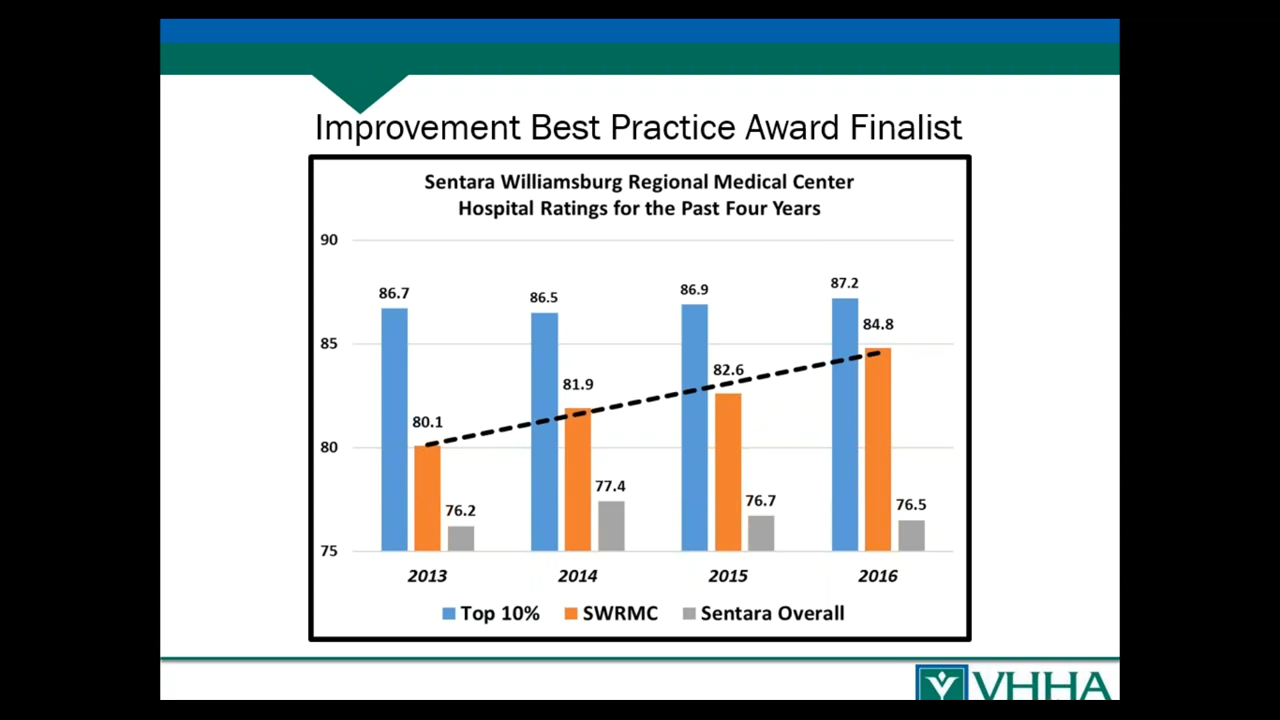 Improvement Best Practice Award Finalist
Sentara Williamsburg Regional Medical Center
Hospital Ratings for the Past Four Years
90
85
80
75
86.7
80.1
76.2
86.5
81.9
77.4
86.9
82.6
76.7
87.2
84.8
76.5
2013 2014 2015 2016
Top 10% SWRMC Sentara Overall
VHHA